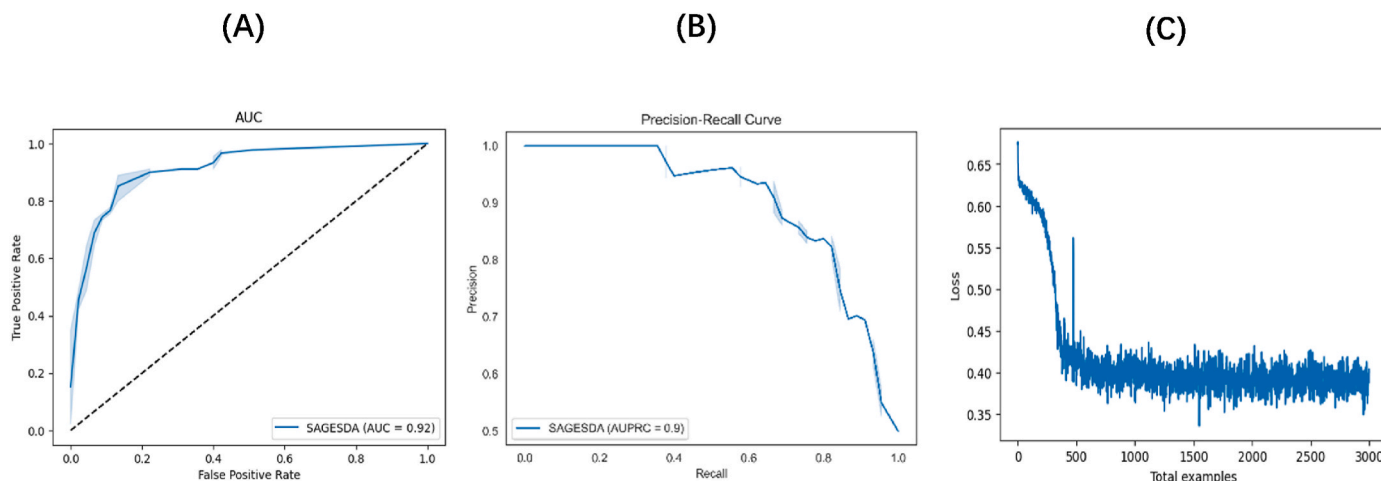 (A)
(B)
(C)
AUC
1.0
0.8
0.6
0.4
0.2
0.0
True Positive Rate
SAGESDA (AUC = 0.92)
0.0 0.2 0.4 0.6 0.8 1.0
False Positive Rate
Precision-Recall Curve
1.0
0.9
0.8
0.7
0.6
0.5
Precision
SAGESDA (AUPRC = 0.9)
0.0 0.2 0.4 0.6 0.8 1.0
Recall
0.65
0.60
0.55
0.50
0.45
0.40
0.35
Loss
0 500 1000 1500 2000 2500 3000
Total examples